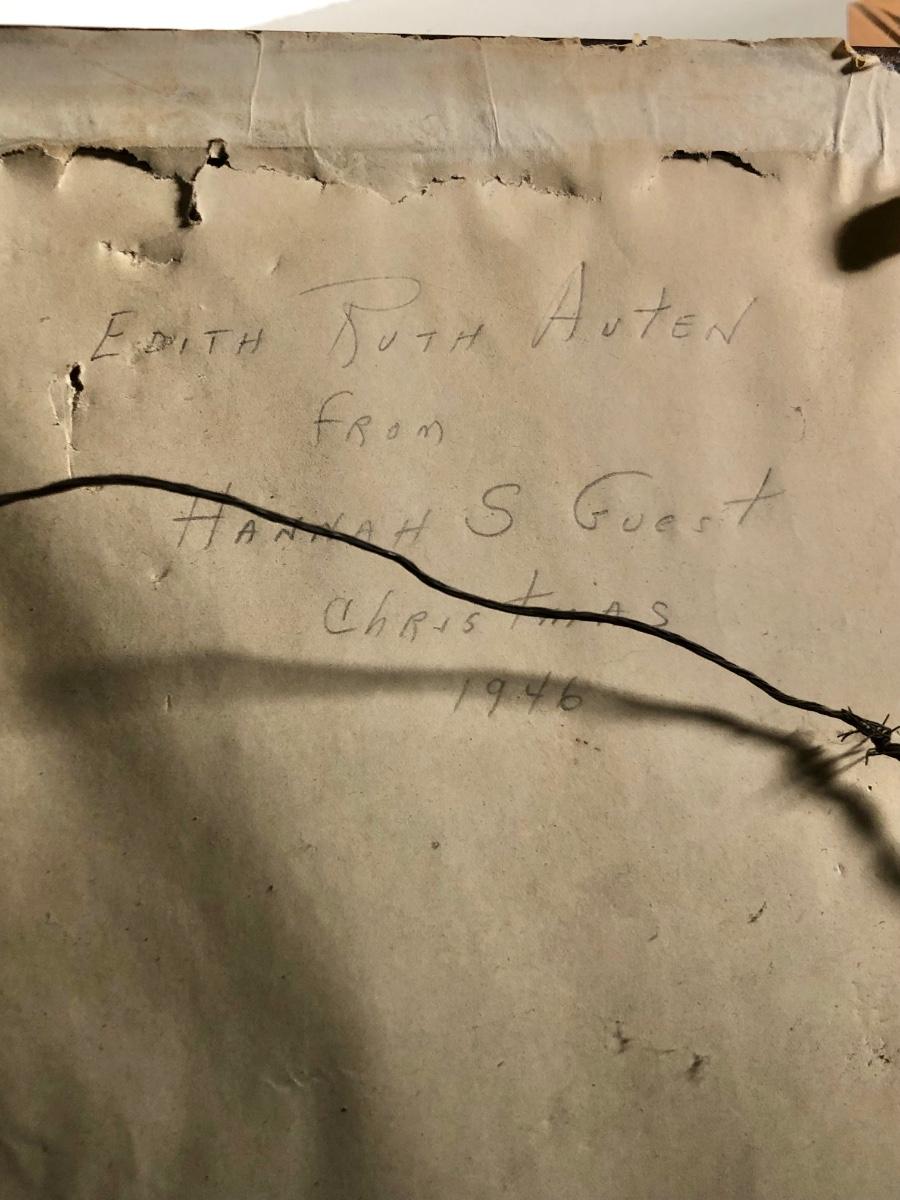 Edith Ruth Auten
From
Hannah S Guest
Christmas
1946